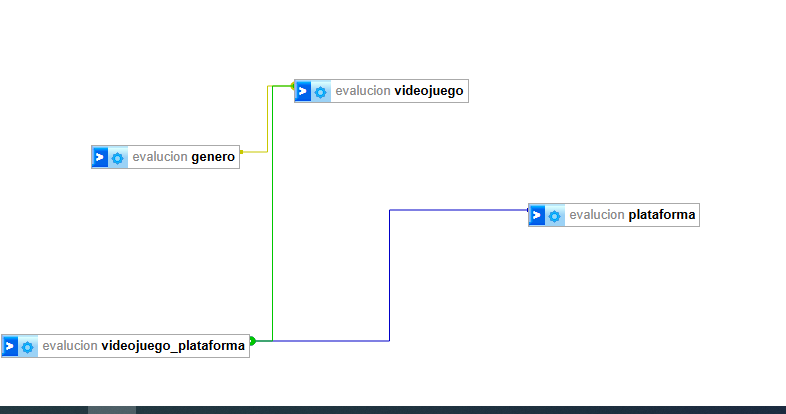 evalucion videojuego
evalucion genero
evalucion plataforma
evalucion videojuego_plataforma